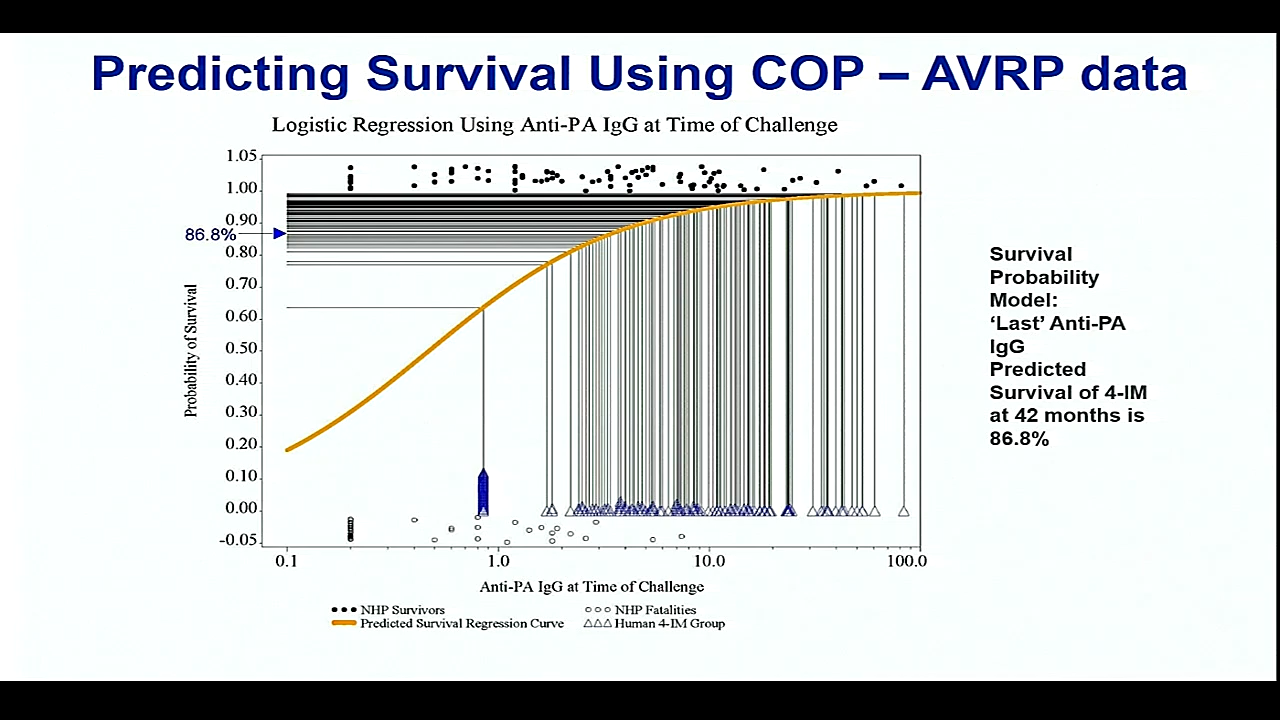 Predicting Survival Using COP – AVRP data
Logistic Regression Using Anti-PA IgG at Time of Challenge
1.05
1.00
0.90
86.8%
0.80
0.70
0.60
0.50
0.40
0.30
0.20
0.10
0.00
-0.05
Probability of Survival
0.1
1.0
10.0
100.0
Anti-PA IgG at Time of Challenge
NHP Survivors
NHP Fatalities
Predicted Survival Regression Curve
Human 4-IM Group
Survival
Probability
Model:
‘Last’ Anti-PA
IgG
Predicted
Survival of 4-IM
at 42 months is
86.8%